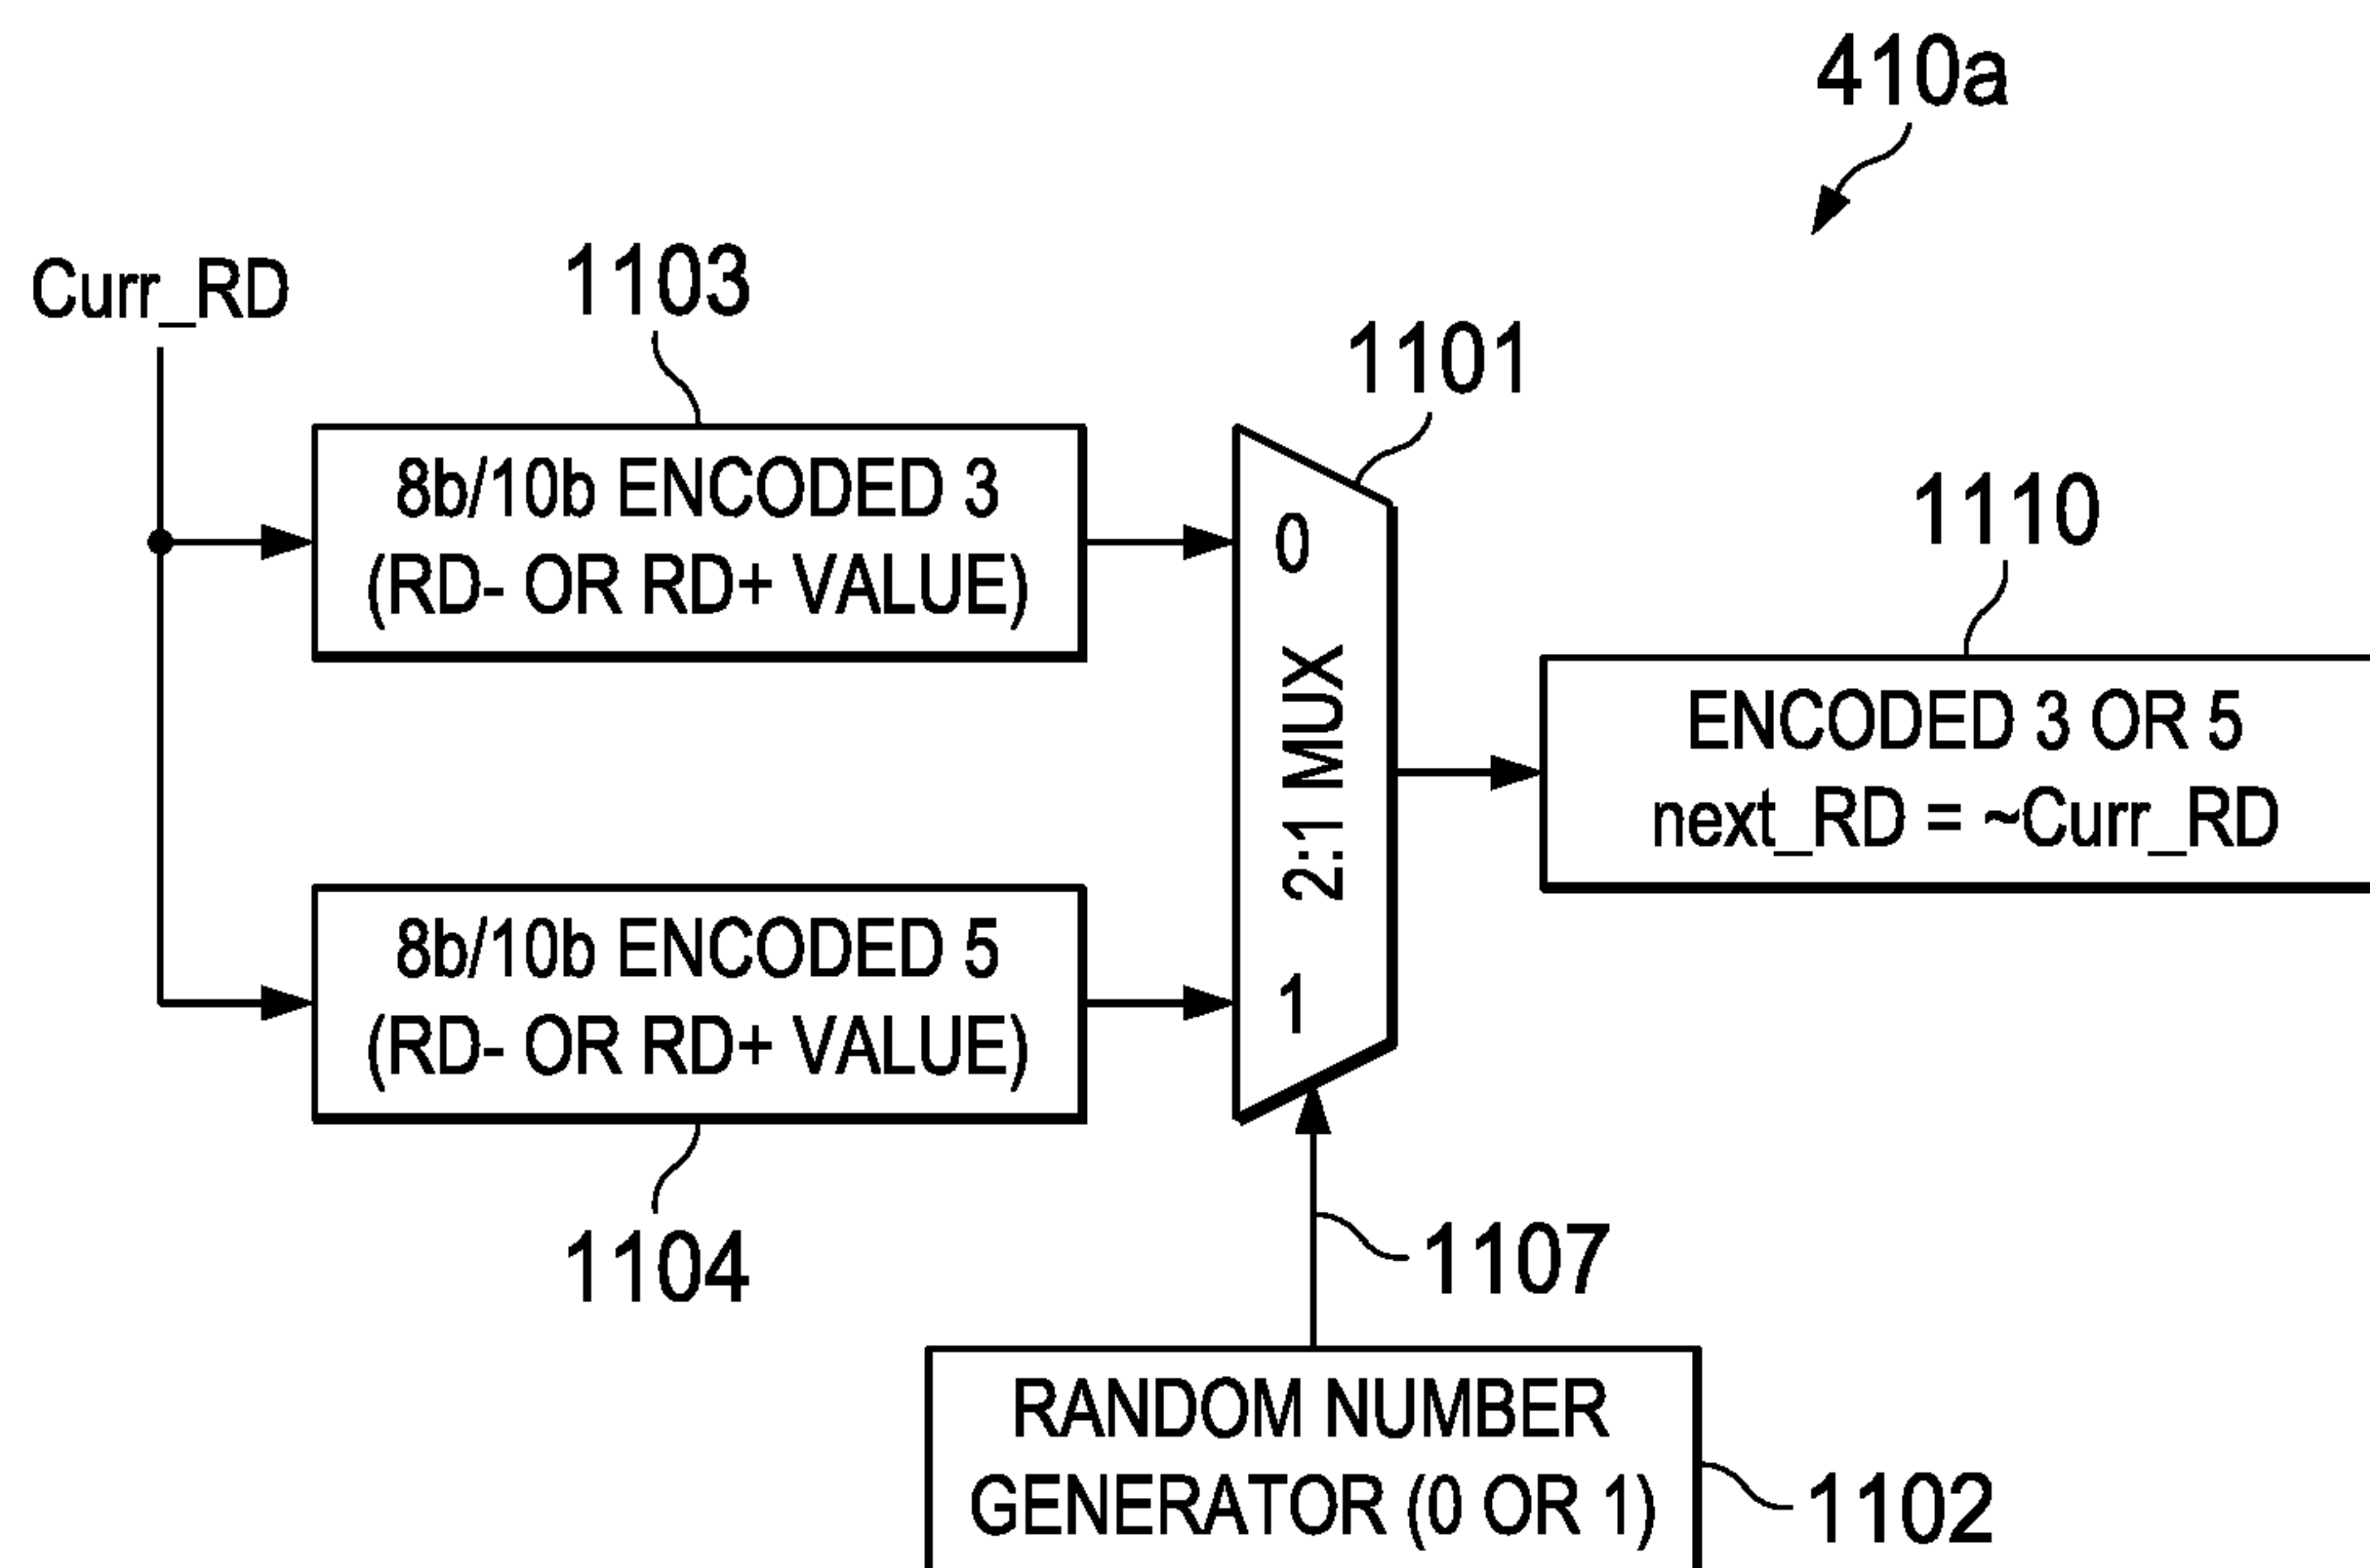 410a
Curr_RD
1103
1101
8b/10b ENCODED 3
(RD- OR RD+ VALUE)
0
2:1 MUX
1
1110
ENCODED 3 OR 5
next_RD = ~Curr_RD
8b/10b ENCODED 5
(RD- OR RD+ VALUE)
1104
1107
RANDOM NUMBER
GENERATOR (0 OR 1)
1102